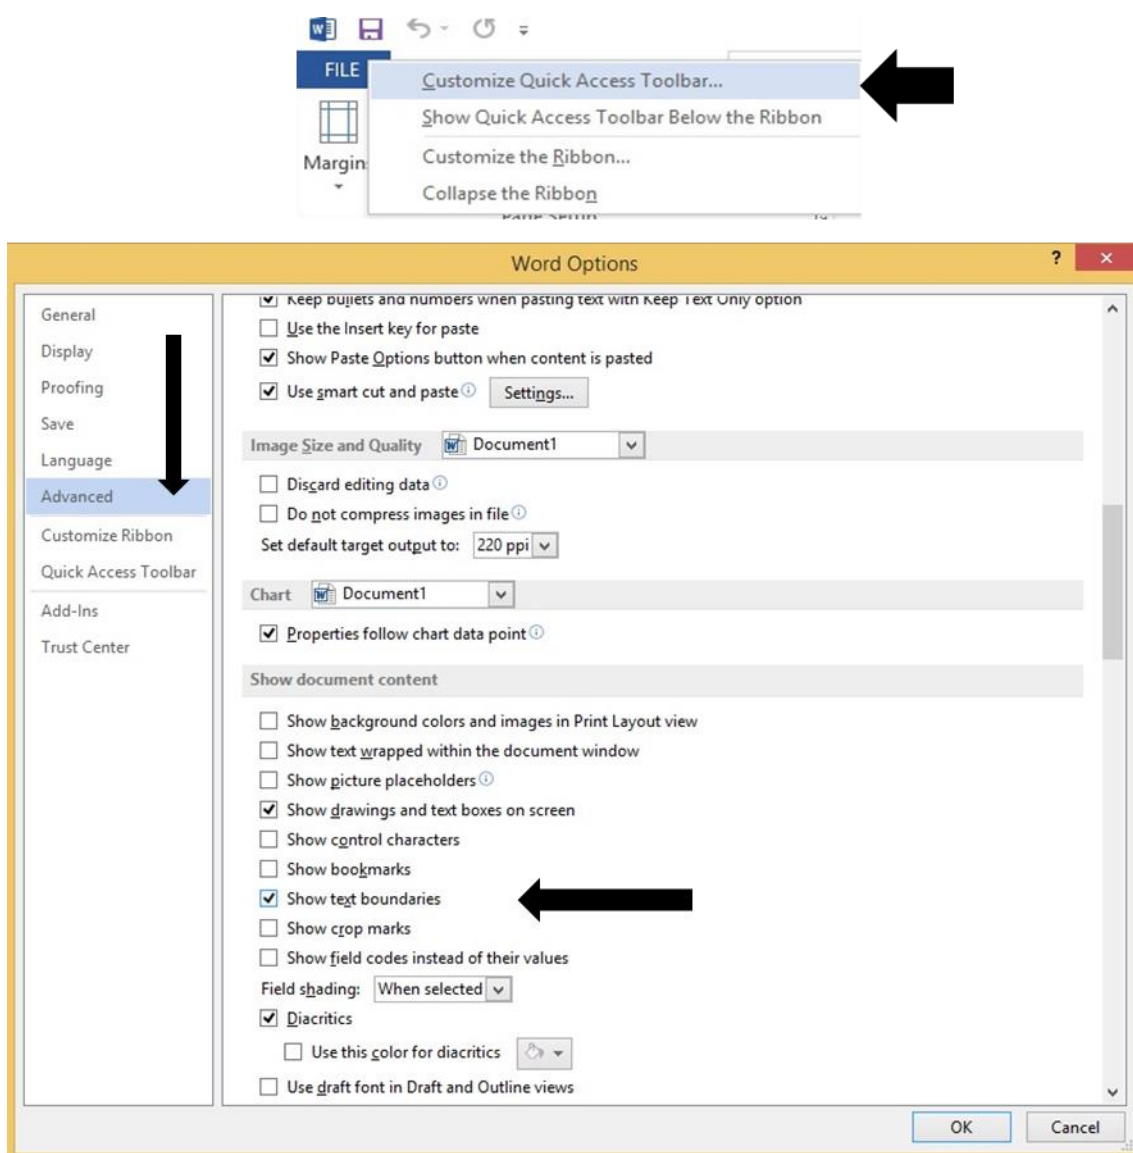 FILE
Customize Quick Access Toolbar...
Show Quick Access Toolbar Below the Ribbon
Margin
Customize the Ribbon...
Collapse the Ribbon
Page Setup
Word Options
?
General
Display
Proofing
Save
Language
Advanced
Customize Ribbon
Quick Access Toolbar
Add-Ins
Trust Center
Keep bullets and numbers when pasting text with Keep Text Only option
Use the Insert key for paste
Show Paste Options button when content is pasted
Use smart cut and paste Settings...
Image Size and Quality Document1
Discard editing data
Do not compress images in file
Set default target output to: 220 ppi
Chart Document1
Properties follow chart data point
Show document content
Show background colors and images in Print Layout view
Show text wrapped within the document window
Show picture placeholders
Show drawings and text boxes on screen
Show control characters
Show bookmarks
Show text boundaries
Show crop marks
Show field codes instead of their values
Field shading: When selected
Diacritics
Use this color for diacritics
Use draft font in Draft and Outline views
OK Cancel